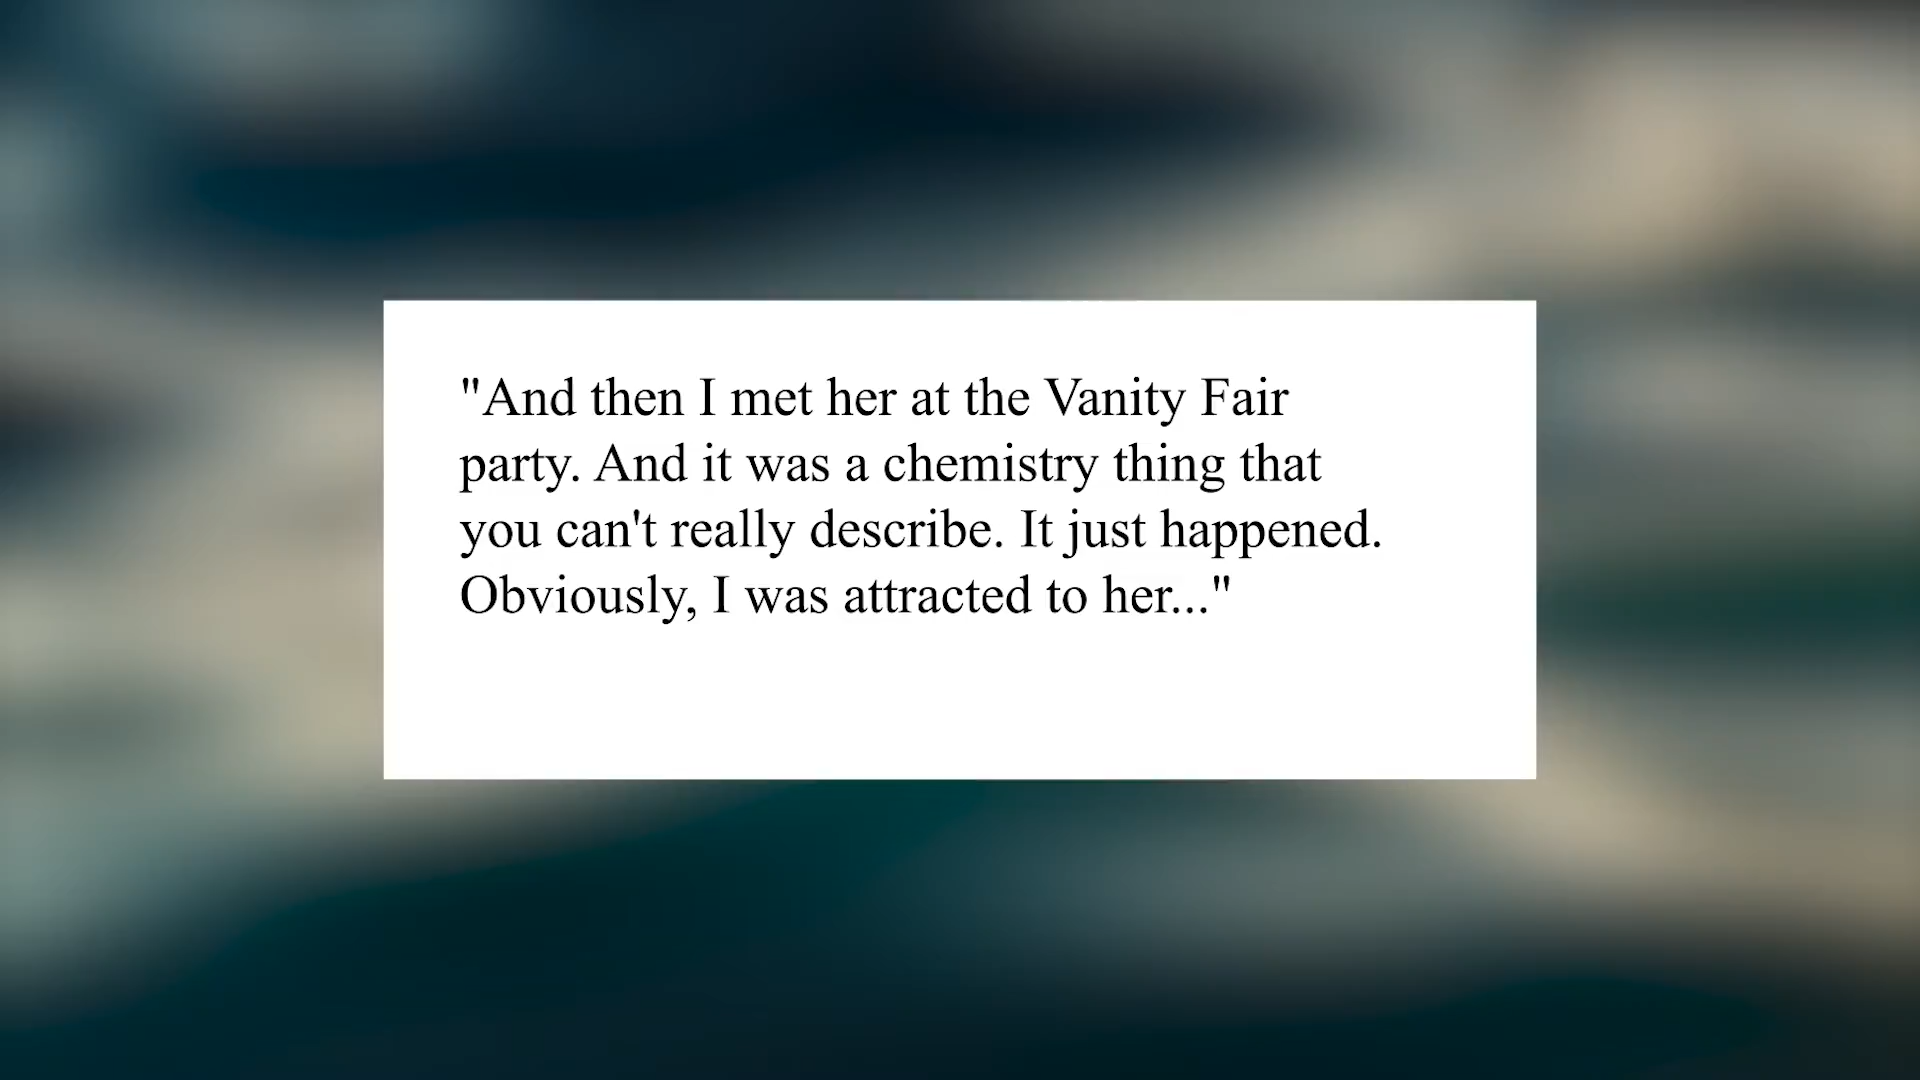 "And then I met her at the Vanity Fair
party. And it was a chemistry thing that
you can't really describe. It just happened.
Obviously, I was attracted to her..."